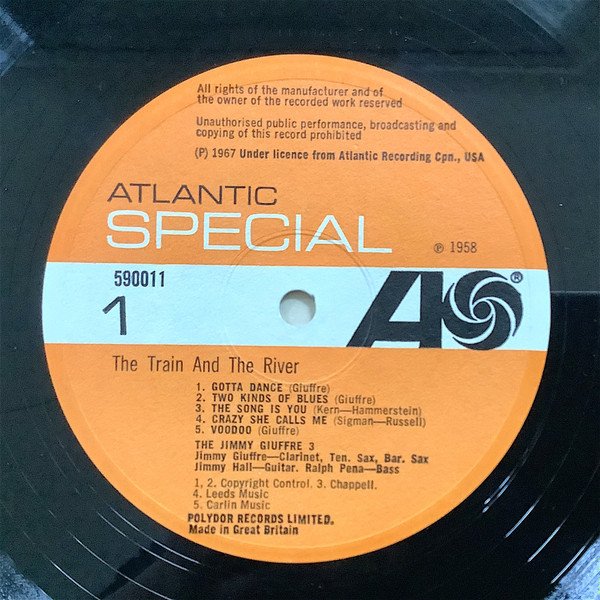 All rights of the manufacturer and of
the owner of the recorded work reserved
Unauthorised public performance, broadcasting and
copying of this record prohibited
(P) 1967 Under licence from Atlantic Recording Cpn., USA
ATLANTIC
SPECIAL
℗ 1958
590011
1
A ®
The Train And The River
1. GOTTA DANCE (Giuffre)
2. TWO KINDS OF BLUES (Giuffre)
3. THE SONG IS YOU (Kern—Hammerstein)
4. CRAZY SHE CALLS ME (Sigman—Russell)
5. VOODOO (Giuffre)
THE JIMMY GIUFFRE 3
Jimmy Giuffre—Clarinet, Ten. Sax, Bar. Sax
Jimmy Hall—Guitar. Ralph Pena—Bass
1, 2. Copyright Control. 3. Chappell.
4. Leeds Music
5. Carlin Music
POLYDOR RECORDS LIMITED.
Made in Great Britain